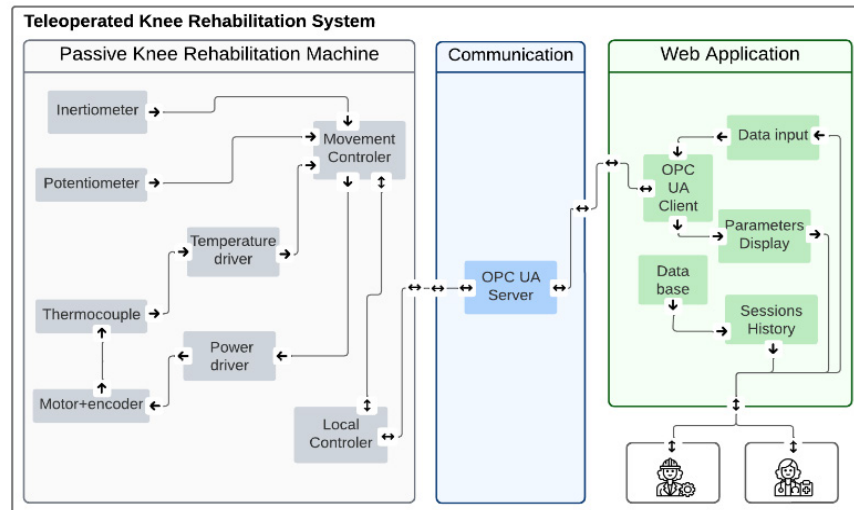 Teleoperated Knee Rehabilitation System
Passive Knee Rehabilitation Machine
Communication
Web Application
Inertiometer
Movement
Controler
Potentiometer
Temperature
driver
Thermocouple
Power
driver
Motor+encoder
Local
Controler
OPC UA
Server
Data input
OPC
UA
Client
Parameters
Display
Data
base
Sessions
History